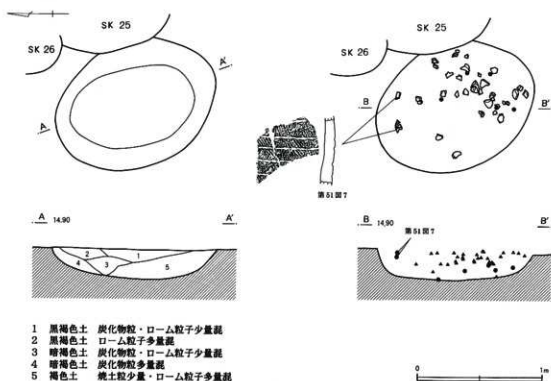 SK 25
SK 26
A'
A
SK 25
SK 26
B
B'
第51図7
A 14.90 A'
1
2
3
4
5
B 14.90 B'
第51図7
1 黒褐色土 炭化物粒・ローム粒子少量混
2 黒褐色土 ローム粒子多量混
3 暗褐色土 炭化物粒・ローム粒子少量混
4 暗褐色土 炭化物粒多量混
5 褐色土 焼土粒少量・ローム粒子多量混
0 1m